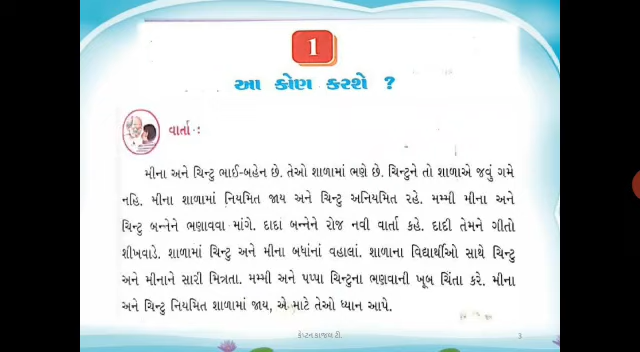 1
આ કોણ કરશે ?
વાર્તા :
મીના અને ચિન્ટુ ભાઈ-બહેન છે. તેઓ શાળામાં ભણે છે. ચિન્ટુને તો શાળાએ જવું ગમે
નહિ. મીના શાળામાં નિયમિત જાય અને ચિન્ટુ અનિયમિત રહે. મમ્મી મીના અને
ચિન્ટુ બન્નેને ભણાવવા માંગે. દાદા બન્નેને રોજ નવી વાર્તા કહે. દાદી તેમને ગીતો
શીખવાડે. શાળામાં ચિન્ટુ અને મીના બધાંનાં વહાલાં. શાળાના વિદ્યાર્થીઓ સાથે ચિન્ટુ
અને મીનાને સારી મિત્રતા. મમ્મી અને પપ્પા ચિન્ટુના ભણવાની ખૂબ ચિંતા કરે. મીના
અને ચિન્ટુ નિયમિત શાળામાં જાય, એ માટે તેઓ ધ્યાન આપે.
ટી. 3